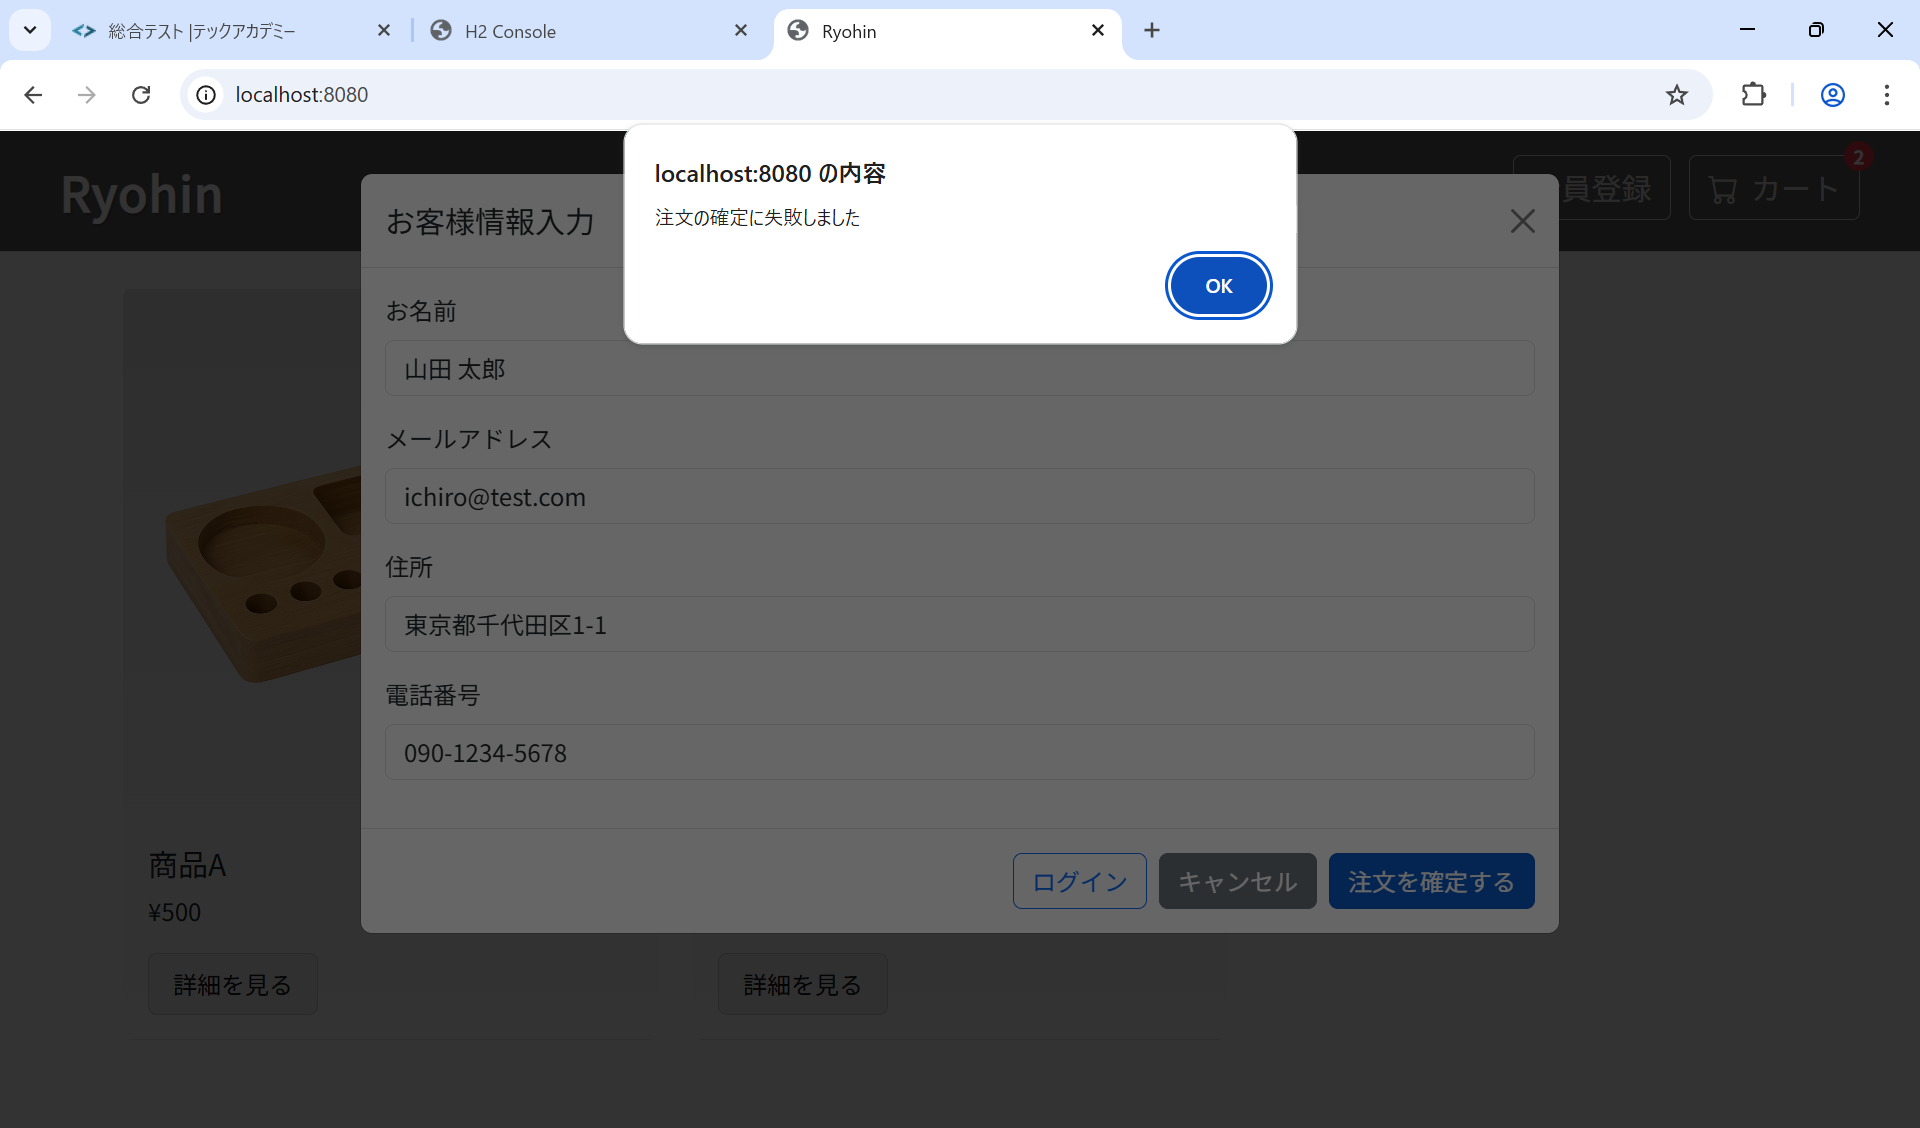 総合テスト |テックアカデミー
H2 Console
Ryohin
localhost:8080
Ryohin
員登録
カート
2
localhost:8080 の内容
注文の確定に失敗しました
OK
お客様情報入力
お名前
山田 太郎
メールアドレス
ichiro@test.com
住所
東京都千代田区1-1
電話番号
090-1234-5678
ログイン
キャンセル
注文を確定する
商品A
¥500
詳細を見る
詳細を見る